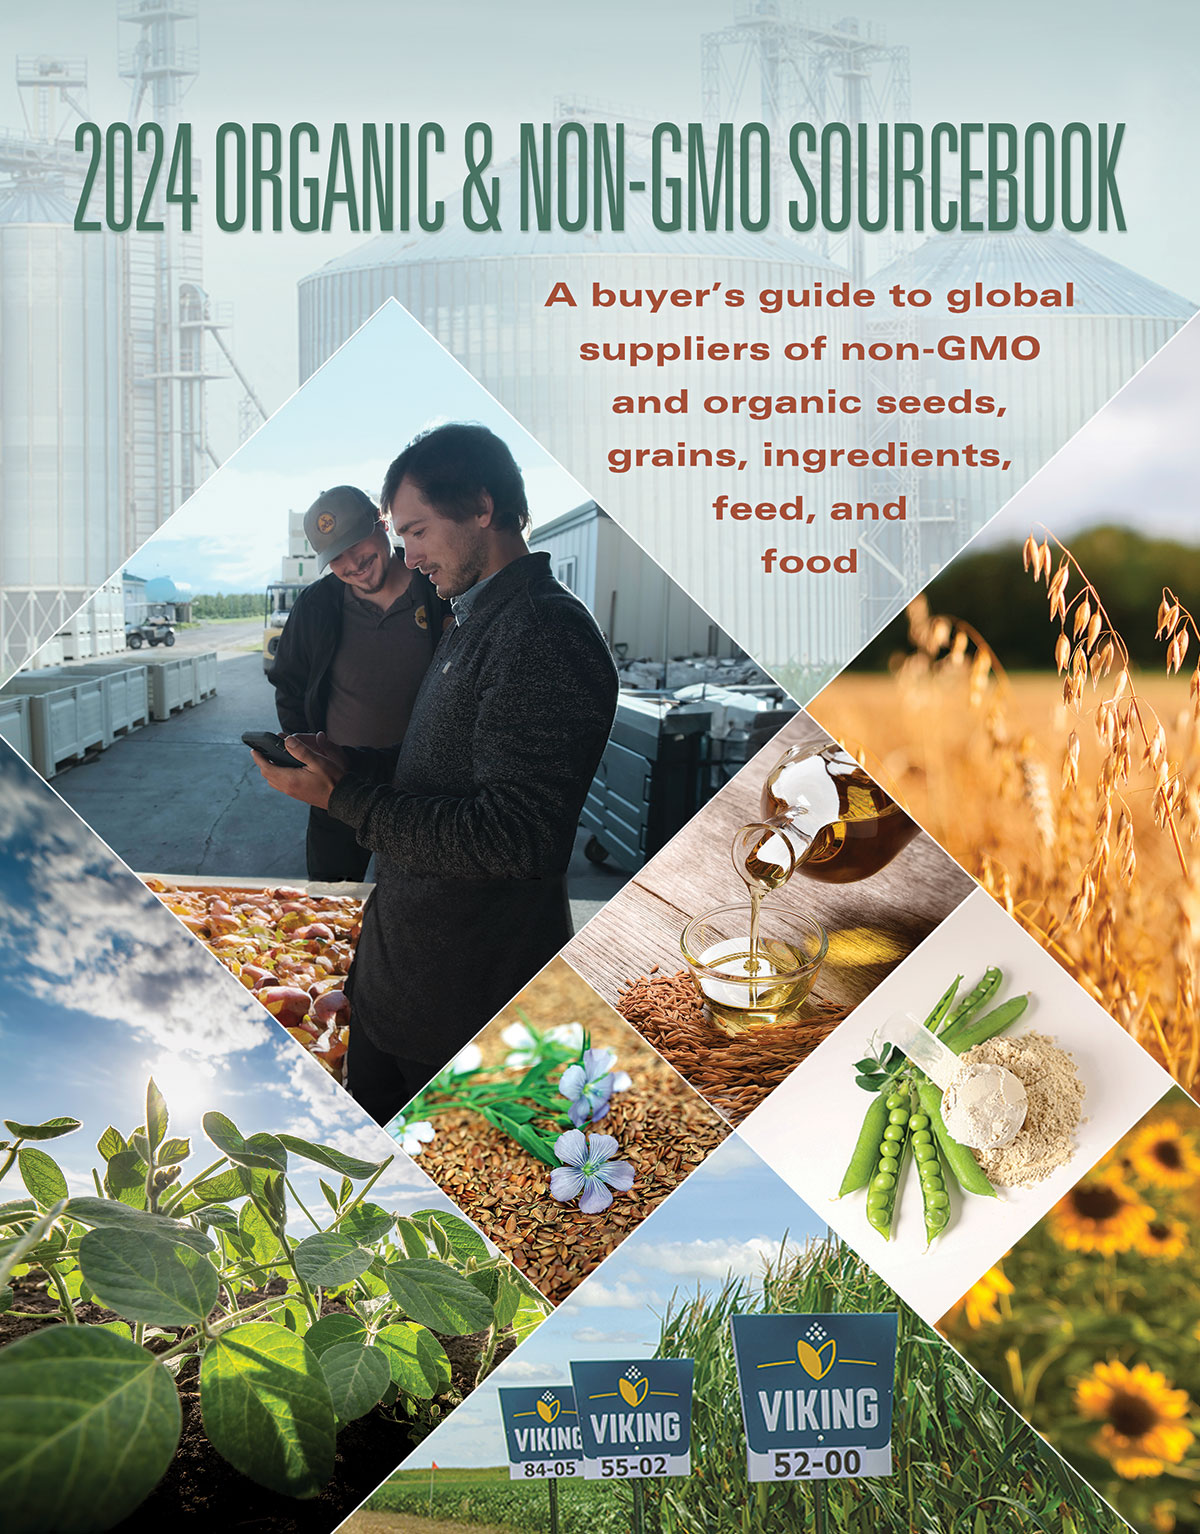 2024 ORGANIC & NON-GMO SOURCEBOOK
A buyer's guide to global
suppliers of non-GMO
and organic seeds,
grains, ingredients,
feed, and
food
VIKING
84-05
VIKING
55-02
VIKING
52-00